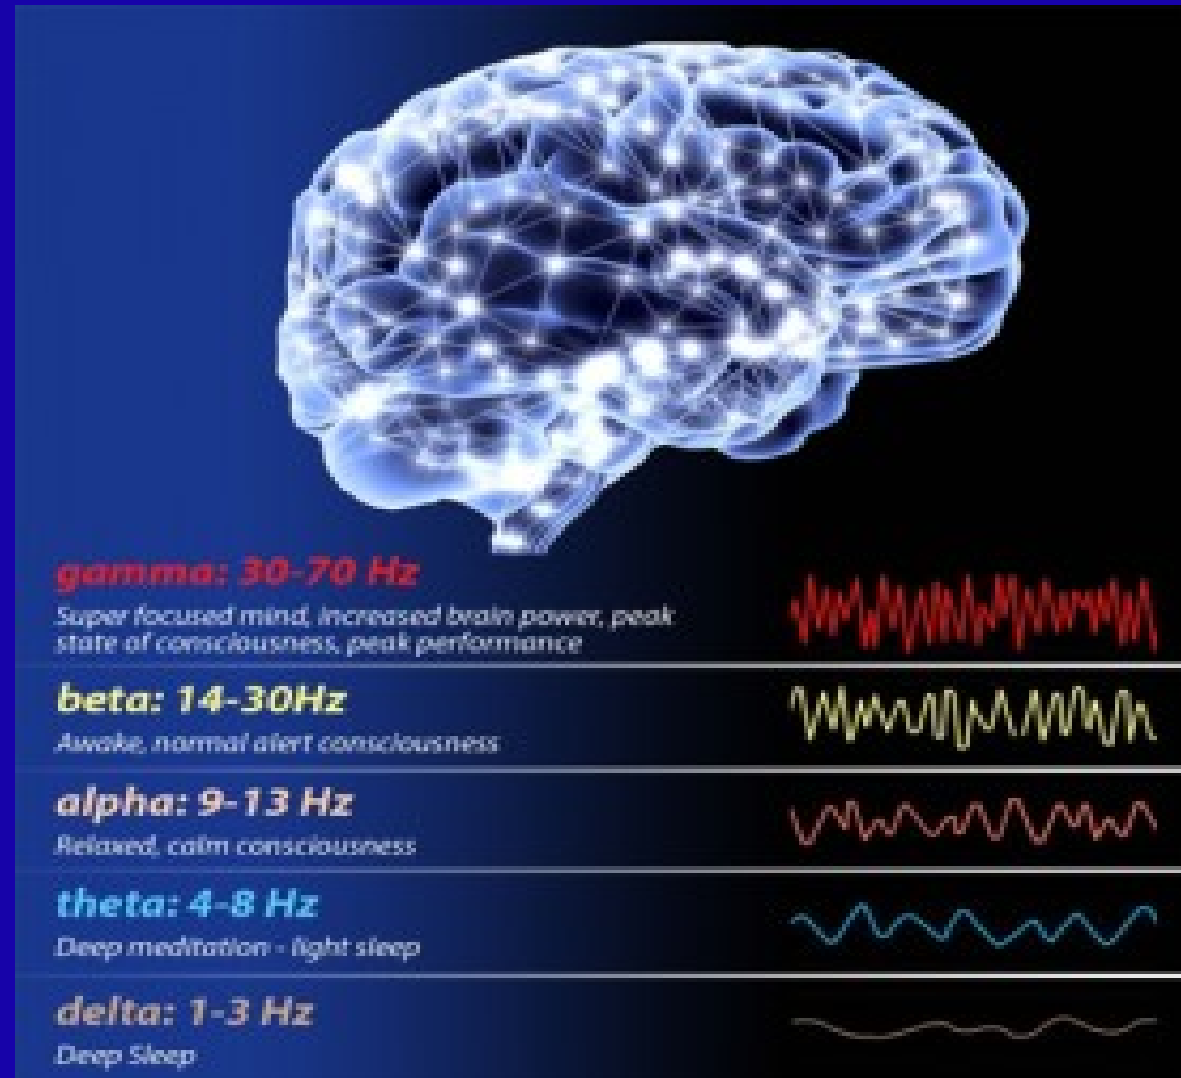 gamma: 30-70 Hz
Super focused mind, increased brain power, peak
state of consciousness, peak performance
beta: 14-30Hz
Awake, normal alert consciousness
alpha: 9-13 Hz
Relaxed, calm consciousness
theta: 4-8 Hz
Deep meditation - light sleep
delta: 1-3 Hz
Deep Sleep